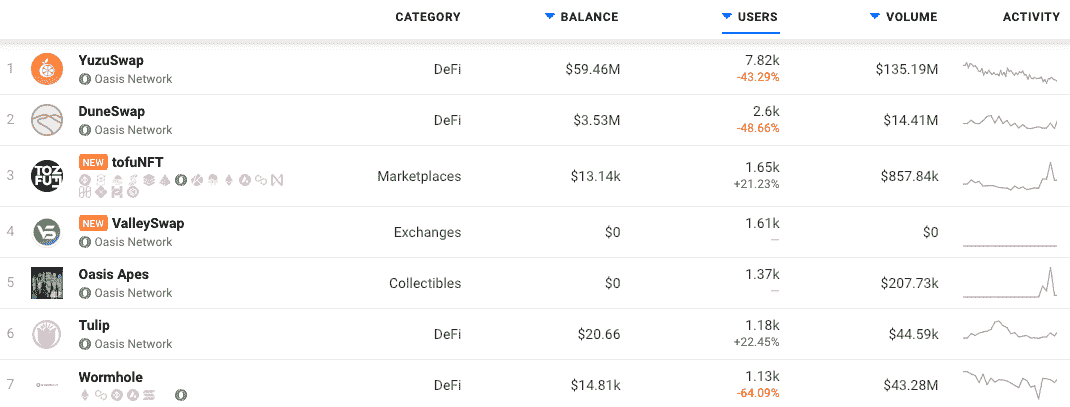 CATEGORY BALANCE USERS VOLUME ACTIVITY
1 YuzuSwap DeFi $59.46M 7.82k $135.19M
Oasis Network -43.29%
2 DuneSwap DeFi $3.53M 2.6k $14.41M
Oasis Network -48.66%
3 NEW tofuNFT Marketplaces $13.14k 1.65k $857.84k
+21.23%
TOZ
FU
4 NEW ValleySwap Exchanges $0 1.61k $0
Oasis Network –
5 Oasis Apes Collectibles $0 1.37k $207.73k
Oasis Network –
6 Tulip DeFi $20.66 1.18k $44.59k
Oasis Network +22.45%
7 Wormhole DeFi $14.81k 1.13k $43.28M
-64.09%